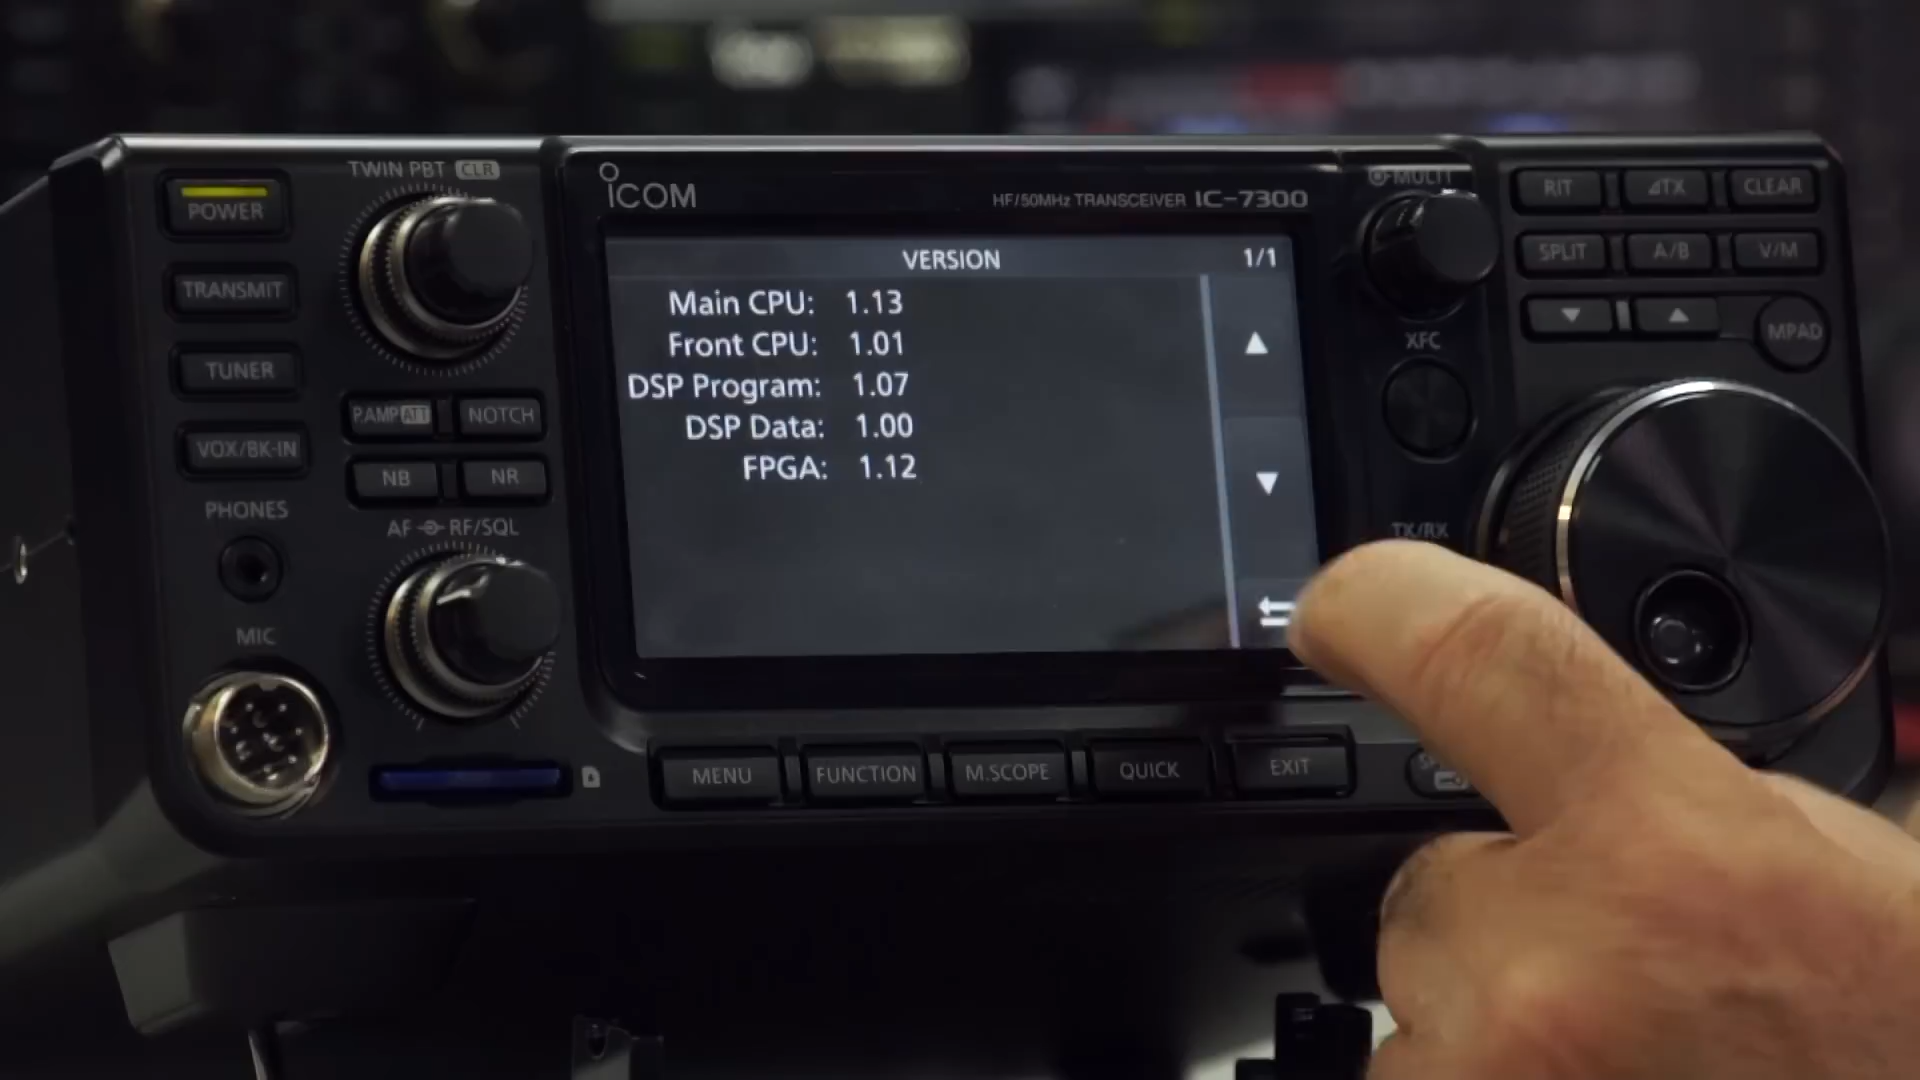 TWIN PBT CLR
POWER
TRANSMIT
TUNER
P.AMP ATT
NOTCH
VOX/BK-IN
NB
NR
PHONES
AF RF/SQL
MIC
ICOM
HF/50MHz TRANSCEIVER IC-7300
VERSION 1/1
Main CPU: 1.13
Front CPU: 1.01
DSP Program: 1.07
DSP Data: 1.00
FPGA: 1.12
MENU
FUNCTION
M.SCOPE
QUICK
EXIT
MULTI
XFC
TX/RX
RIT
⊿TX
CLEAR
SPLIT
A/B
V/M
MPAD